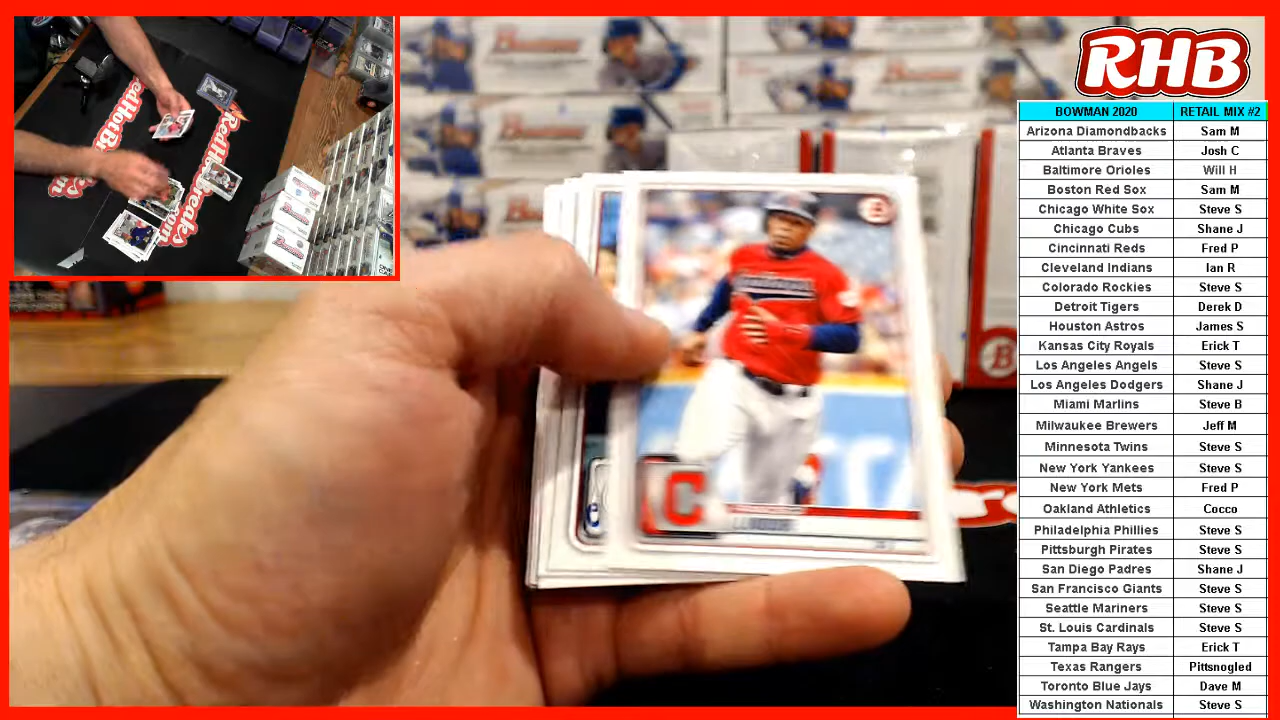 RHB
BOWMAN 2020 RETAIL MIX #2
Arizona Diamondbacks Sam M
Atlanta Braves Josh C
Baltimore Orioles Will H
Boston Red Sox Sam M
Chicago White Sox Steve S
Chicago Cubs Shane J
Cincinnati Reds Fred P
Cleveland Indians Ian R
Colorado Rockies Steve S
Detroit Tigers Derek D
Houston Astros James S
Kansas City Royals Erick T
Los Angeles Angels Steve S
Los Angeles Dodgers Shane J
Miami Marlins Steve B
Milwaukee Brewers Jeff M
Minnesota Twins Steve S
New York Yankees Steve S
New York Mets Fred P
Oakland Athletics Cocco
Philadelphia Phillies Steve S
Pittsburgh Pirates Steve S
San Diego Padres Shane J
San Francisco Giants Steve S
Seattle Mariners Steve S
St. Louis Cardinals Steve S
Tampa Bay Rays Erick T
Texas Rangers Pittsnogled
Toronto Blue Jays Dave M
Washington Nationals Steve S
Bowman
Bowman
C